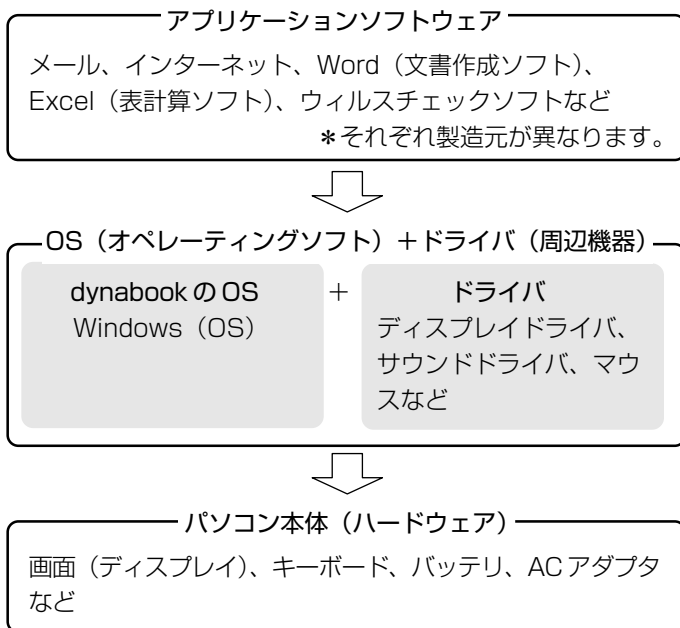 アプリケーションソフトウェア
メール、インターネット、Word（文書作成ソフト）、
Excel（表計算ソフト）、ウィルスチェックソフトなど
＊それぞれ製造元が異なります。
OS（オペレーティングソフト）＋ドライバ（周辺機器）
dynabook の OS
Windows（OS）
＋
ドライバ
ディスプレイドライバ、
サウンドドライバ、マウ
スなど
パソコン本体（ハードウェア）
画面（ディスプレイ）、キーボード、バッテリ、AC アダプタ
など